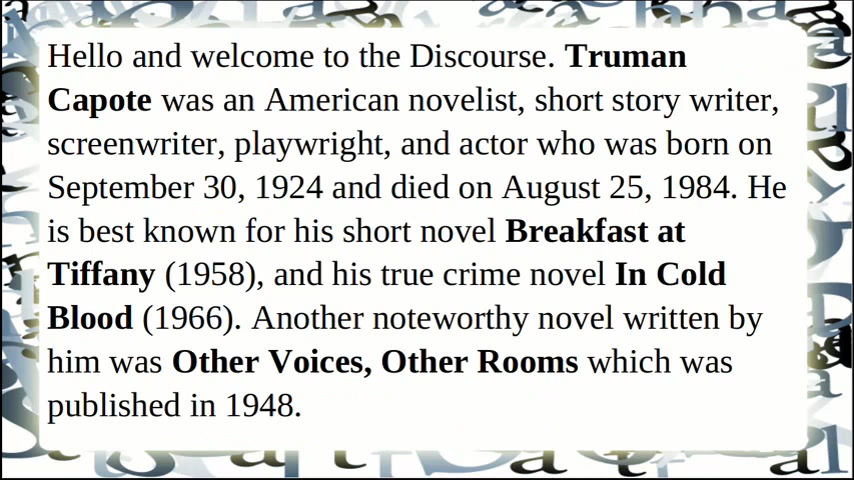 Hello and welcome to the Discourse. Truman
Capote was an American novelist, short story writer,
screenwriter, playwright, and actor who was born on
September 30, 1924 and died on August 25, 1984. He
is best known for his short novel Breakfast at
Tiffany (1958), and his true crime novel In Cold
Blood (1966). Another noteworthy novel written by
him was Other Voices, Other Rooms which was
published in 1948.